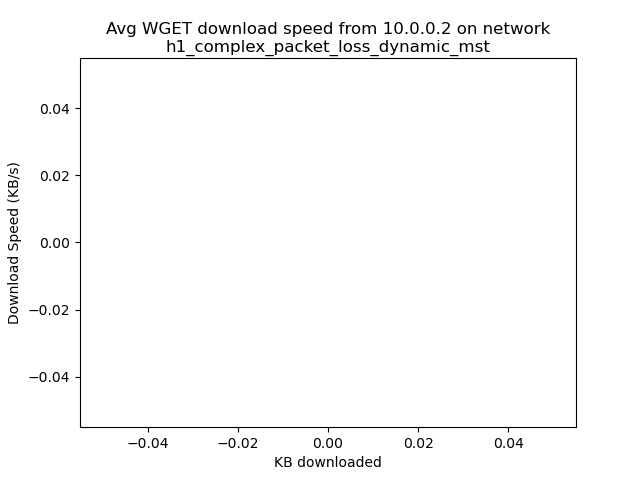 Avg WGET download speed from 10.0.0.2 on network
h1_complex_packet_loss_dynamic_mst
0.04
0.02
0.00
−0.02
−0.04
Download Speed (KB/s)
−0.04
−0.02
0.00
0.02
0.04
KB downloaded